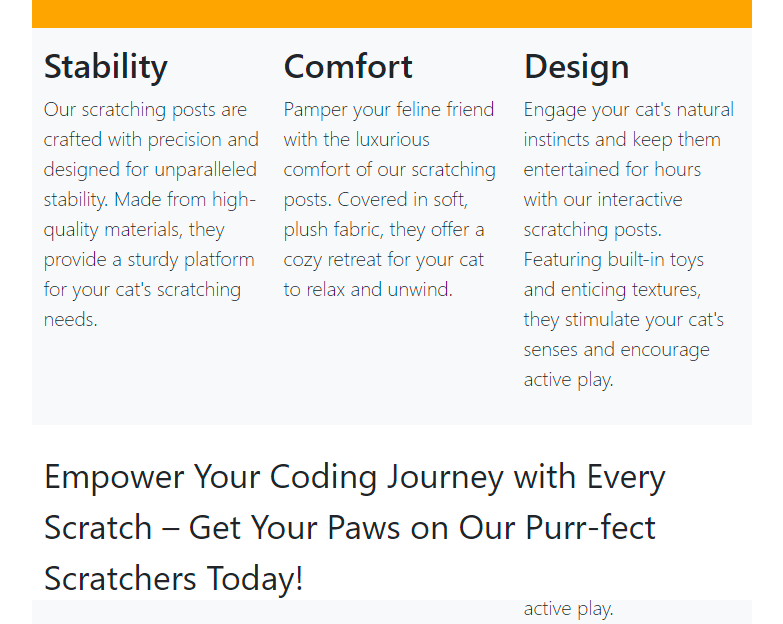 Stability
Our scratching posts are
crafted with precision and
designed for unparalleled
stability. Made from high-
quality materials, they
provide a sturdy platform
for your cat's scratching
needs.
Comfort
Pamper your feline friend
with the luxurious
comfort of our scratching
posts. Covered in soft,
plush fabric, they offer a
cozy retreat for your cat
to relax and unwind.
Design
Engage your cat's natural
instincts and keep them
entertained for hours
with our interactive
scratching posts.
Featuring built-in toys
and enticing textures,
they stimulate your cat's
senses and encourage
active play.
Empower Your Coding Journey with Every
Scratch – Get Your Paws on Our Purr-fect
Scratchers Today!
active play.